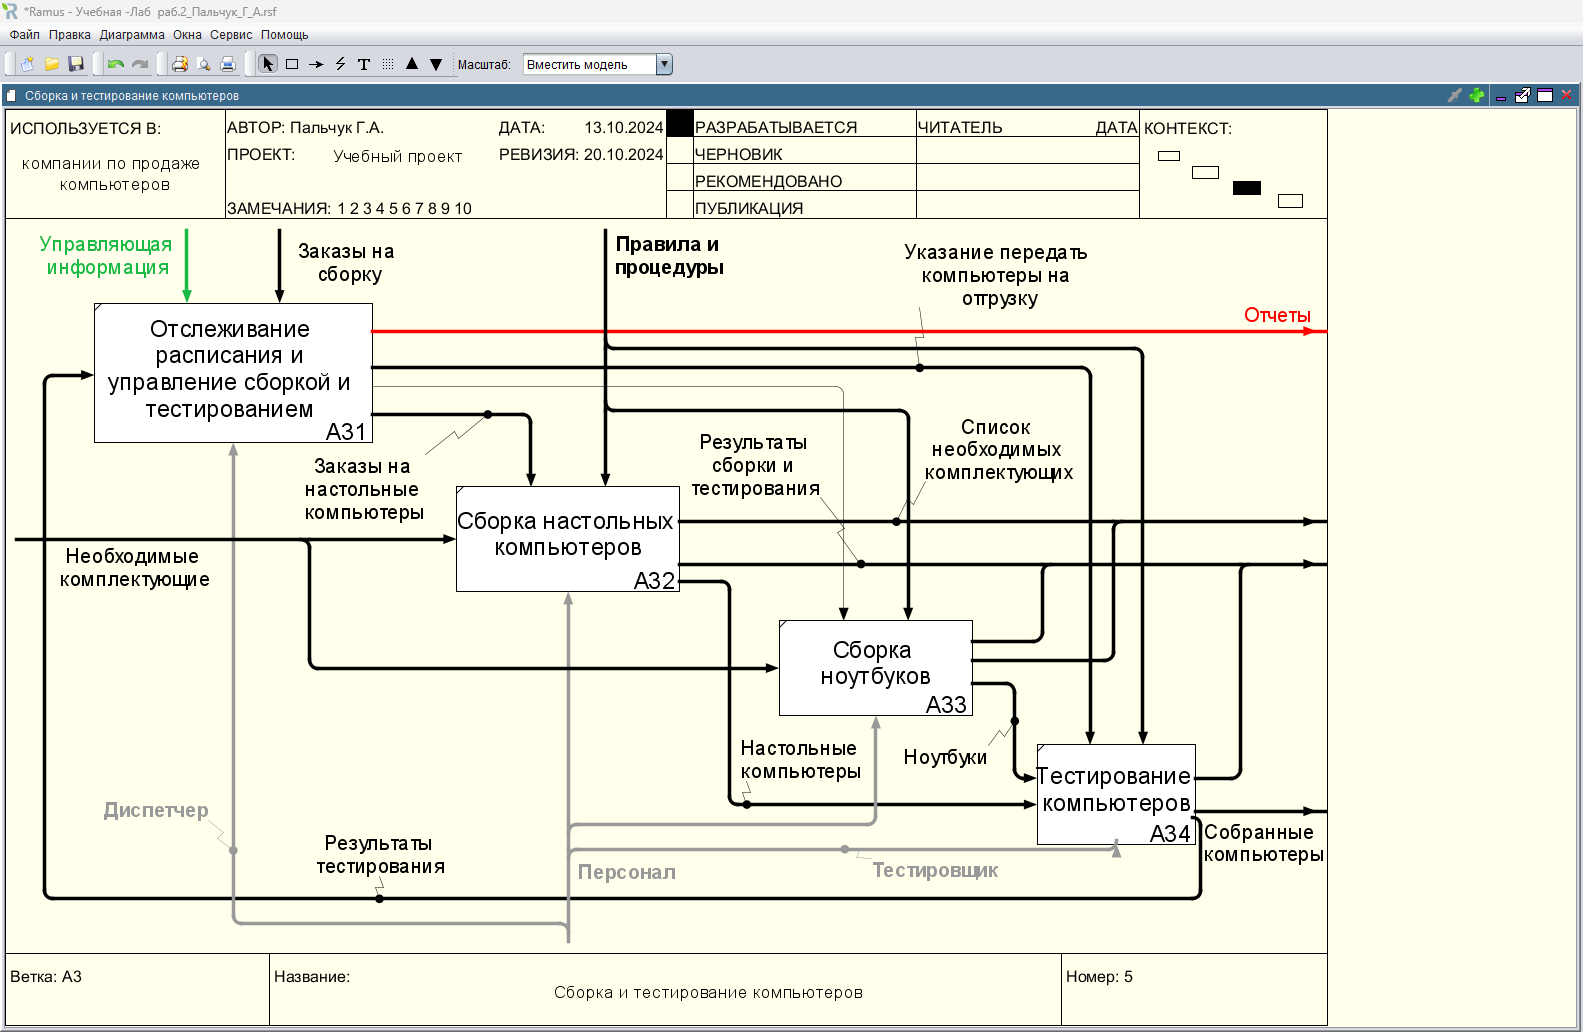 *Ramus - Учебная -Лаб раб.2_Пальчук_Г_А.rsf
Файл Правка Диаграмма Окна Сервис Помощь
Масштаб: Вместить модель
Сборка и тестирование компьютеров
ИСПОЛЬЗУЕТСЯ В:
компании по продаже
компьютеров
АВТОР: Пальчук Г.А.
ДАТА: 13.10.2024
ПРОЕКТ: Учебный проект
РЕВИЗИЯ: 20.10.2024
ЗАМЕЧАНИЯ: 1 2 3 4 5 6 7 8 9 10
РАЗРАБАТЫВАЕТСЯ
ЧЕРНОВИК
РЕКОМЕНДОВАНО
ПУБЛИКАЦИЯ
ЧИТАТЕЛЬ ДАТА
КОНТЕКСТ:
Управляющая
информация
Заказы на
сборку
Правила и
процедуры
Указание передать
компьютеры на
отгрузку
Отчеты
Отслеживание
расписания и
управление сборкой и
тестированием
A31
Заказы на
настольные
компьютеры
Результаты
сборки и
тестирования
Список
необходимых
комплектующих
Сборка настольных
компьютеров
A32
Необходимые
комплектующие
Сборка
ноутбуков
A33
Настольные
компьютеры
Ноутбуки
Тестирование
компьютеров
A34
Диспетчер
Результаты
тестирования
Персонал
Тестировщик
Собранные
компьютеры
Ветка: A3
Название:
Сборка и тестирование компьютеров
Номер: 5